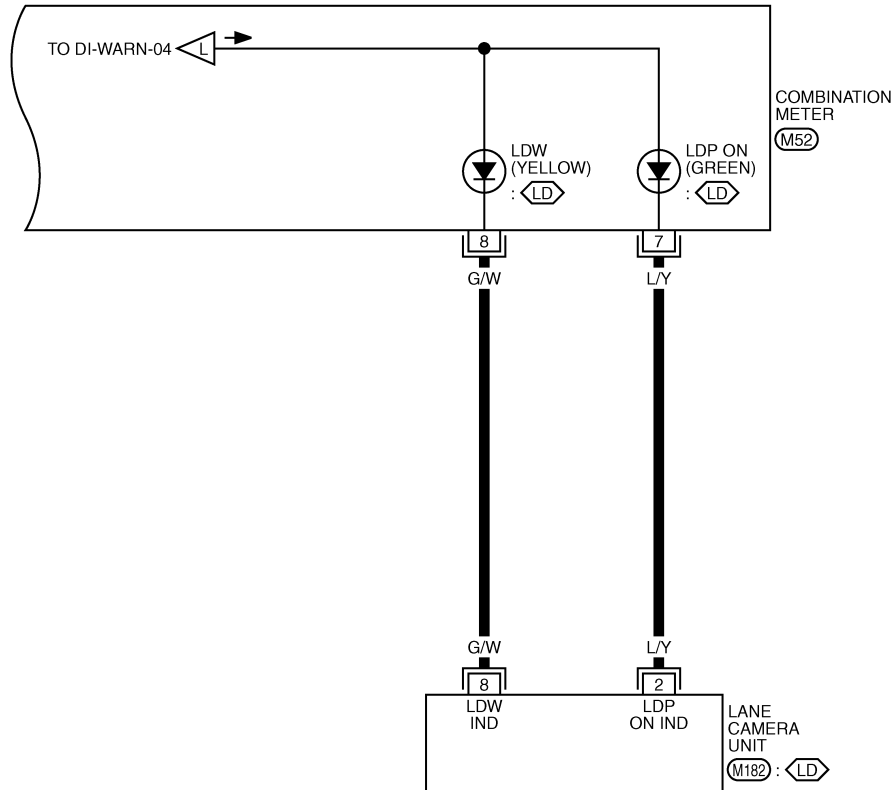 TO DI-WARN-04
L
COMBINATION
METER
M52
LDW
(YELLOW)
: LD
LDP ON
(GREEN)
: LD
8
7
G/W
L/Y
G/W
L/Y
8
2
LDW
IND
LDP
ON IND
LANE
CAMERA
UNIT
M182 : LD